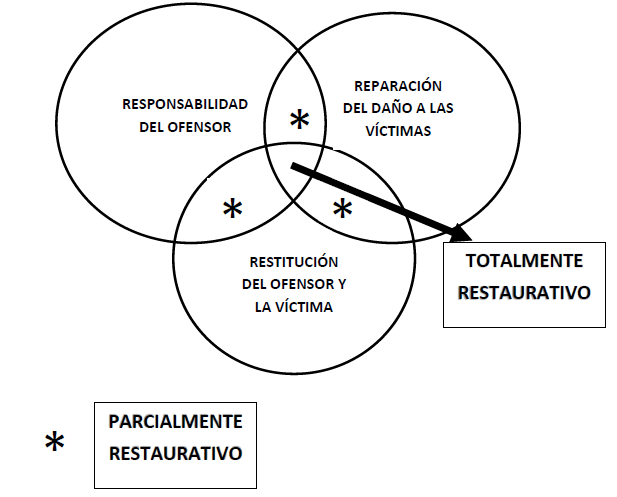 RESPONSABILIDAD
DEL OFENSOR
REPARACIÓN
DEL DAÑO A LAS
VÍCTIMAS
*
*
*
RESTITUCIÓN
DEL OFENSOR Y
LA VÍCTIMA
TOTALMENTE
RESTAURATIVO
*
PARCIALMENTE
RESTAURATIVO